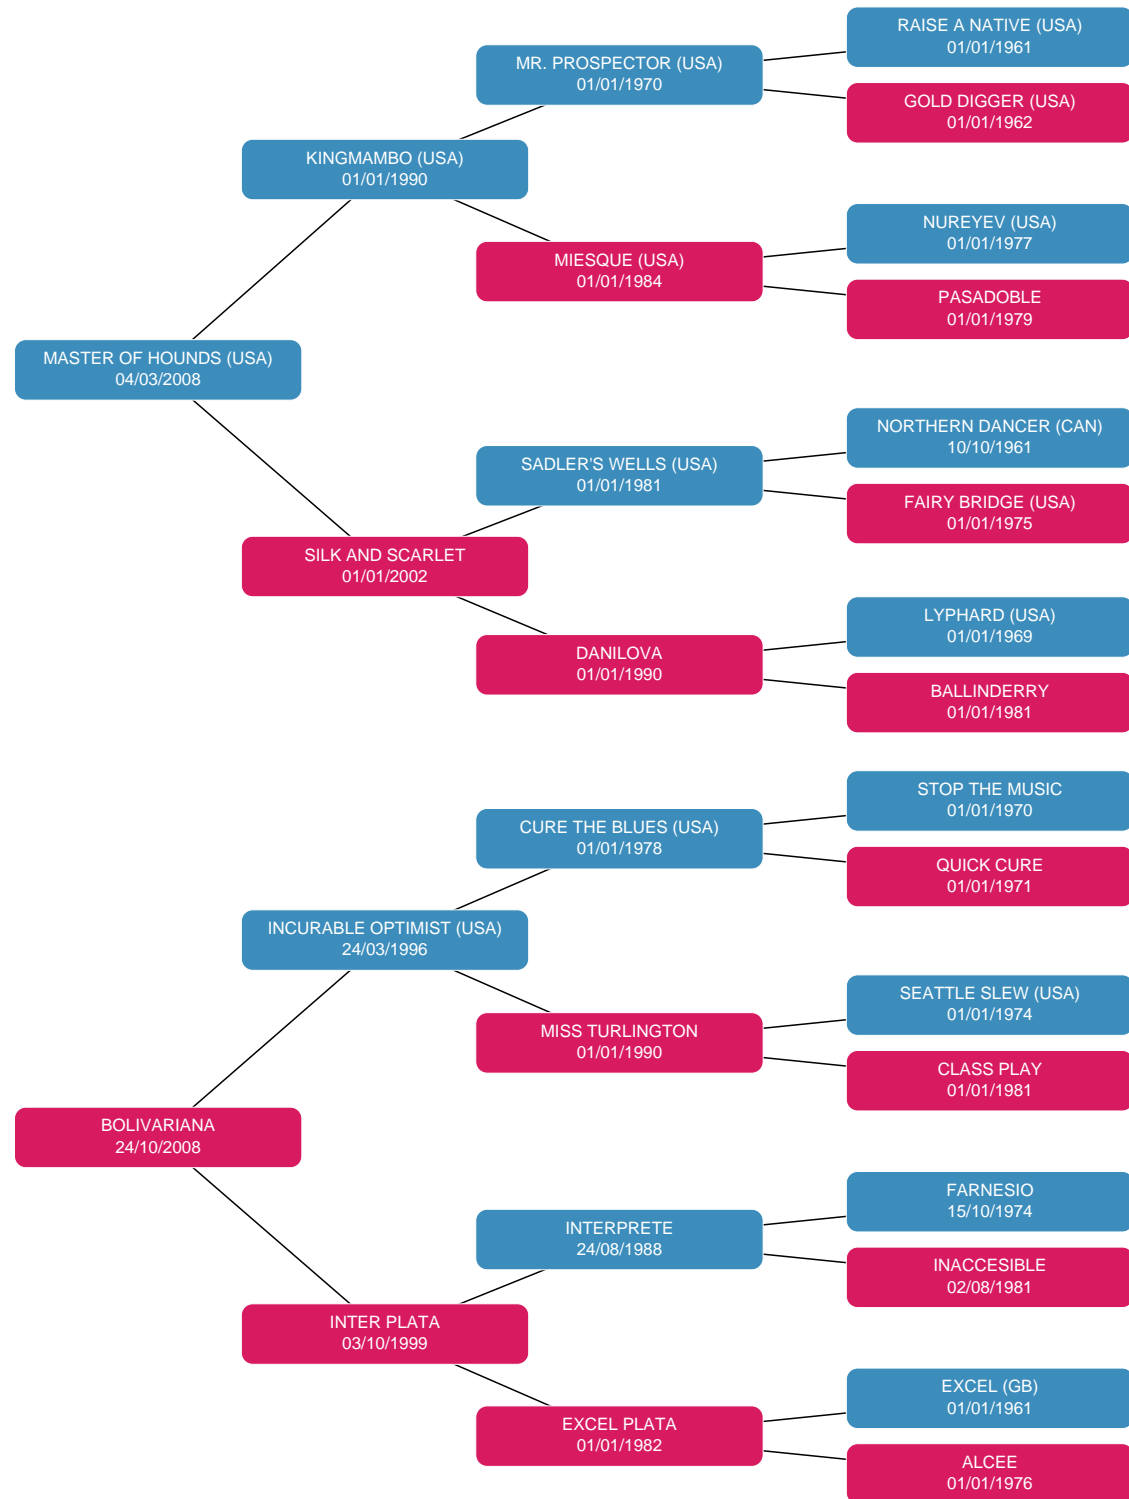 RAISE A NATIVE (USA)
01/01/1961
MR. PROSPECTOR (USA)
01/01/1970
GOLD DIGGER (USA)
01/01/1962
KINGMAMBO (USA)
01/01/1990
NUREYEV (USA)
01/01/1977
MIESQUE (USA)
01/01/1984
PASADOBLE
01/01/1979
MASTER OF HOUNDS (USA)
04/03/2008
NORTHERN DANCER (CAN)
10/10/1961
SADLER'S WELLS (USA)
01/01/1981
FAIRY BRIDGE (USA)
01/01/1975
SILK AND SCARLET
01/01/2002
LYPHARD (USA)
01/01/1969
DANILOVA
01/01/1990
BALLINDERRY
01/01/1981
STOP THE MUSIC
01/01/1970
CURE THE BLUES (USA)
01/01/1978
QUICK CURE
01/01/1971
INCURABLE OPTIMIST (USA)
24/03/1996
SEATTLE SLEW (USA)
01/01/1974
MISS TURLINGTON
01/01/1990
CLASS PLAY
01/01/1981
BOLIVARIANA
24/10/2008
FARNESIO
15/10/1974
INTERPRETE
24/08/1988
INACCESIBLE
02/08/1981
INTER PLATA
03/10/1999
EXCEL (GB)
01/01/1961
EXCEL PLATA
01/01/1982
ALCEE
01/01/1976